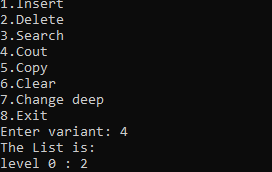 1.Insert
2.Delete
3.Search
4.Cout
5.Copy
6.Clear
7.Change deep
8.Exit
Enter variant: 4
The List is:
level 0 : 2